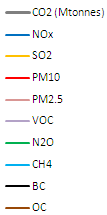 CO2 (Mtonnes)
NOx
SO2
PM10
PM2.5
VOC
N2O
CH4
BC
OC